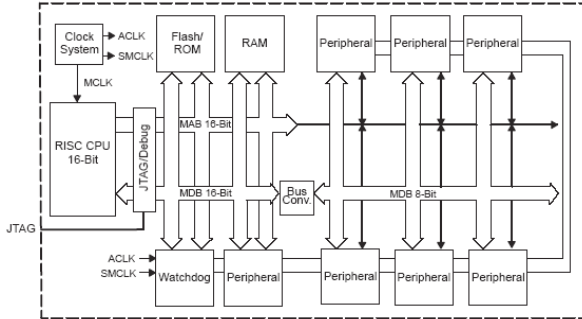 Clock
System
ACLK
SMCLK
MCLK
Flash/
ROM
RAM
Peripheral
Peripheral
Peripheral
RISC CPU
16-Bit
JTAG/Debug
MAB 16-Bit
MDB 16-Bit
Bus
Conv.
MDB 8-Bit
JTAG
ACLK
SMCLK
Watchdog
Peripheral
Peripheral
Peripheral
Peripheral